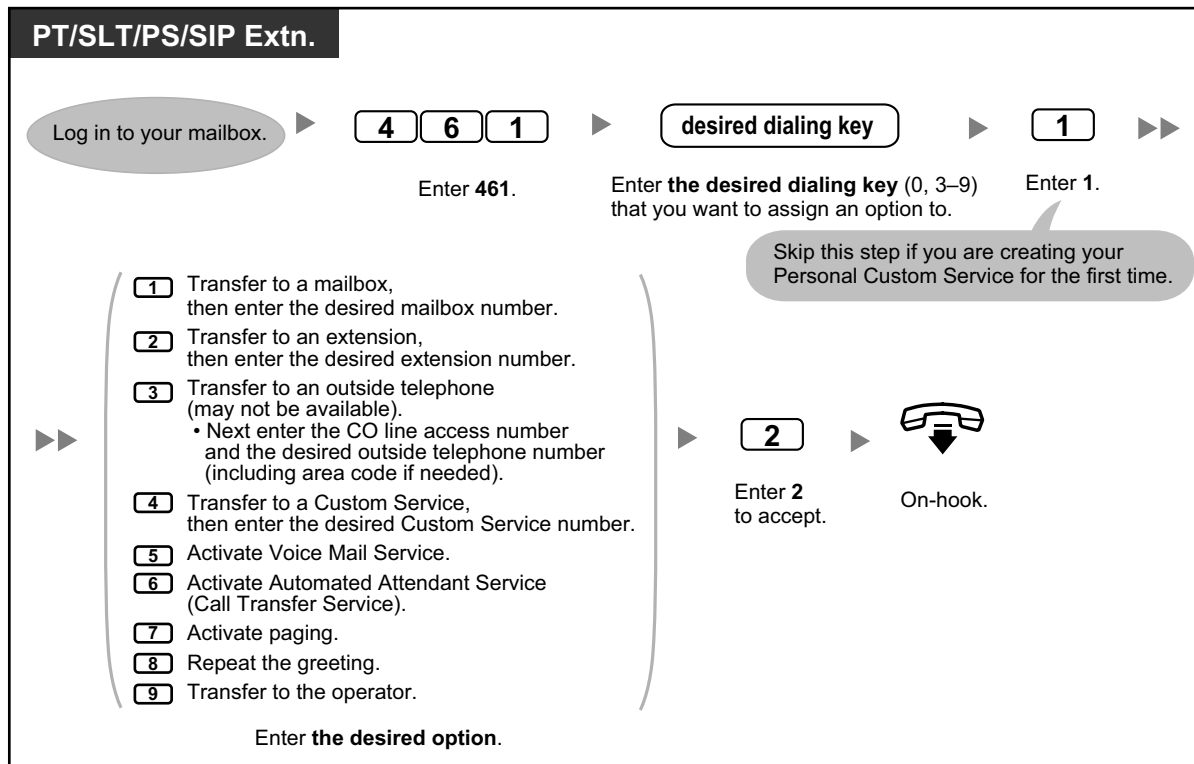 PT/SLT/PS/SIP Extn.
Log in to your mailbox.
4 6 1
desired dialing key
1
Enter 461.
Enter the desired dialing key (0, 3–9)
that you want to assign an option to.
Enter 1.
Skip this step if you are creating your
Personal Custom Service for the first time.
1 Transfer to a mailbox,
then enter the desired mailbox number.
2 Transfer to an extension,
then enter the desired extension number.
3 Transfer to an outside telephone
(may not be available).
• Next enter the CO line access number
and the desired outside telephone number
(including area code if needed).
4 Transfer to a Custom Service,
then enter the desired Custom Service number.
5 Activate Voice Mail Service.
6 Activate Automated Attendant Service
(Call Transfer Service).
7 Activate paging.
8 Repeat the greeting.
9 Transfer to the operator.
Enter the desired option.
2
Enter 2
to accept.
On-hook.